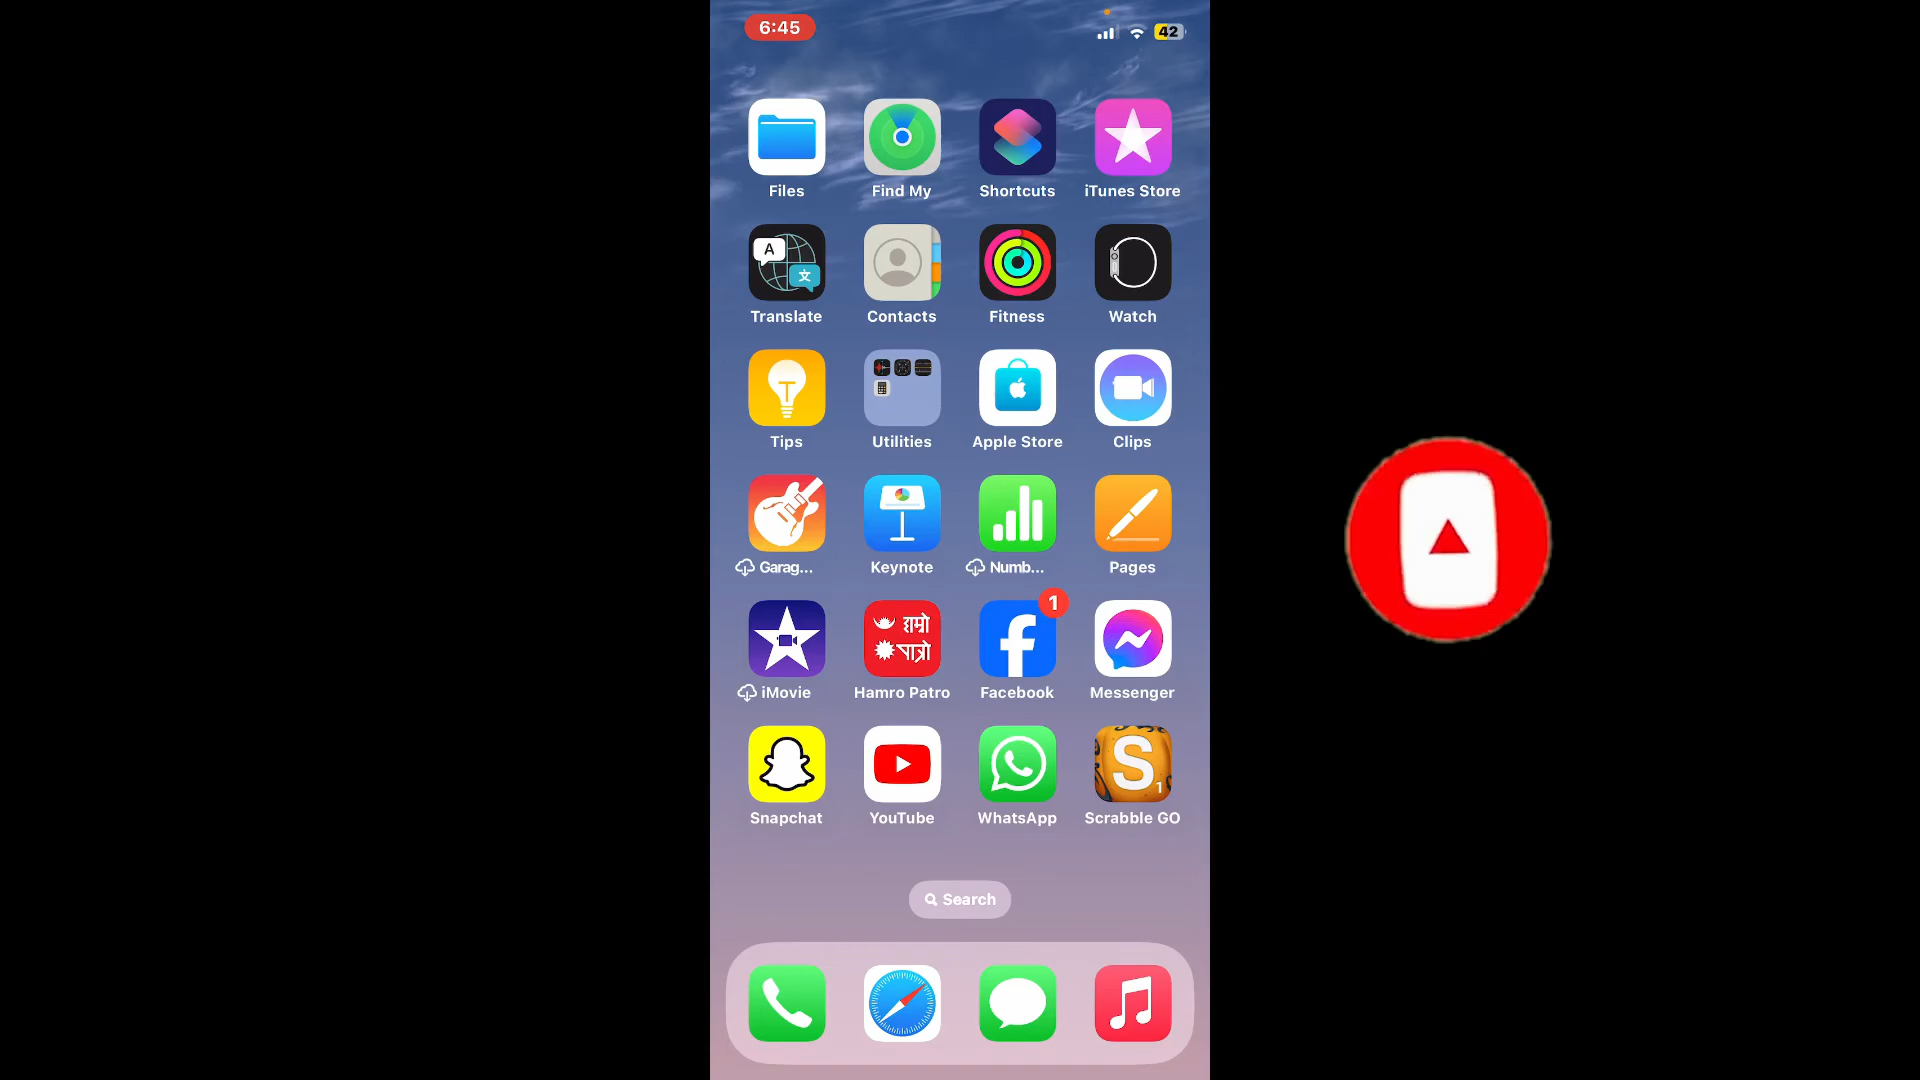 6:45
42
Files Find My Shortcuts iTunes Store
A 文
Translate Contacts Fitness Watch
Tips Utilities Apple Store Clips
Garag... Keynote Numb... Pages
हाम्रो
पात्रो
1
iMovie Hamro Patro Facebook Messenger
S
1
Snapchat YouTube WhatsApp Scrabble GO
Search